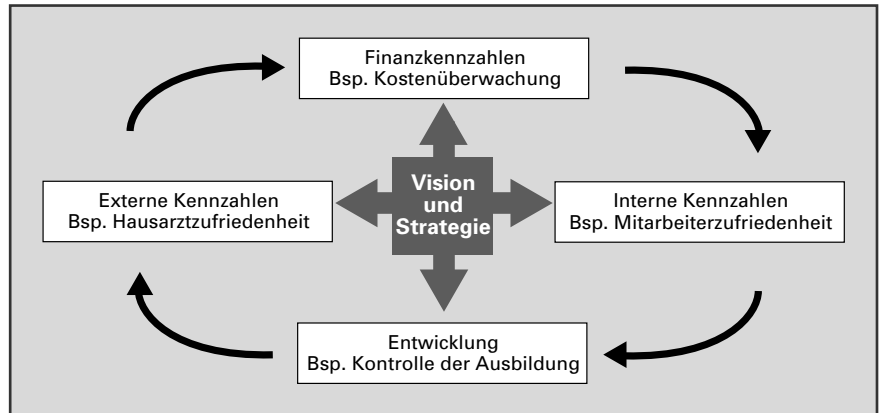 Finanzkennzahlen
Bsp. Kostenüberwachung
Externe Kennzahlen
Bsp. Hausarztzufriedenheit
Vision
und
Strategie
Interne Kennzahlen
Bsp. Mitarbeiterzufriedenheit
Entwicklung
Bsp. Kontrolle der Ausbildung